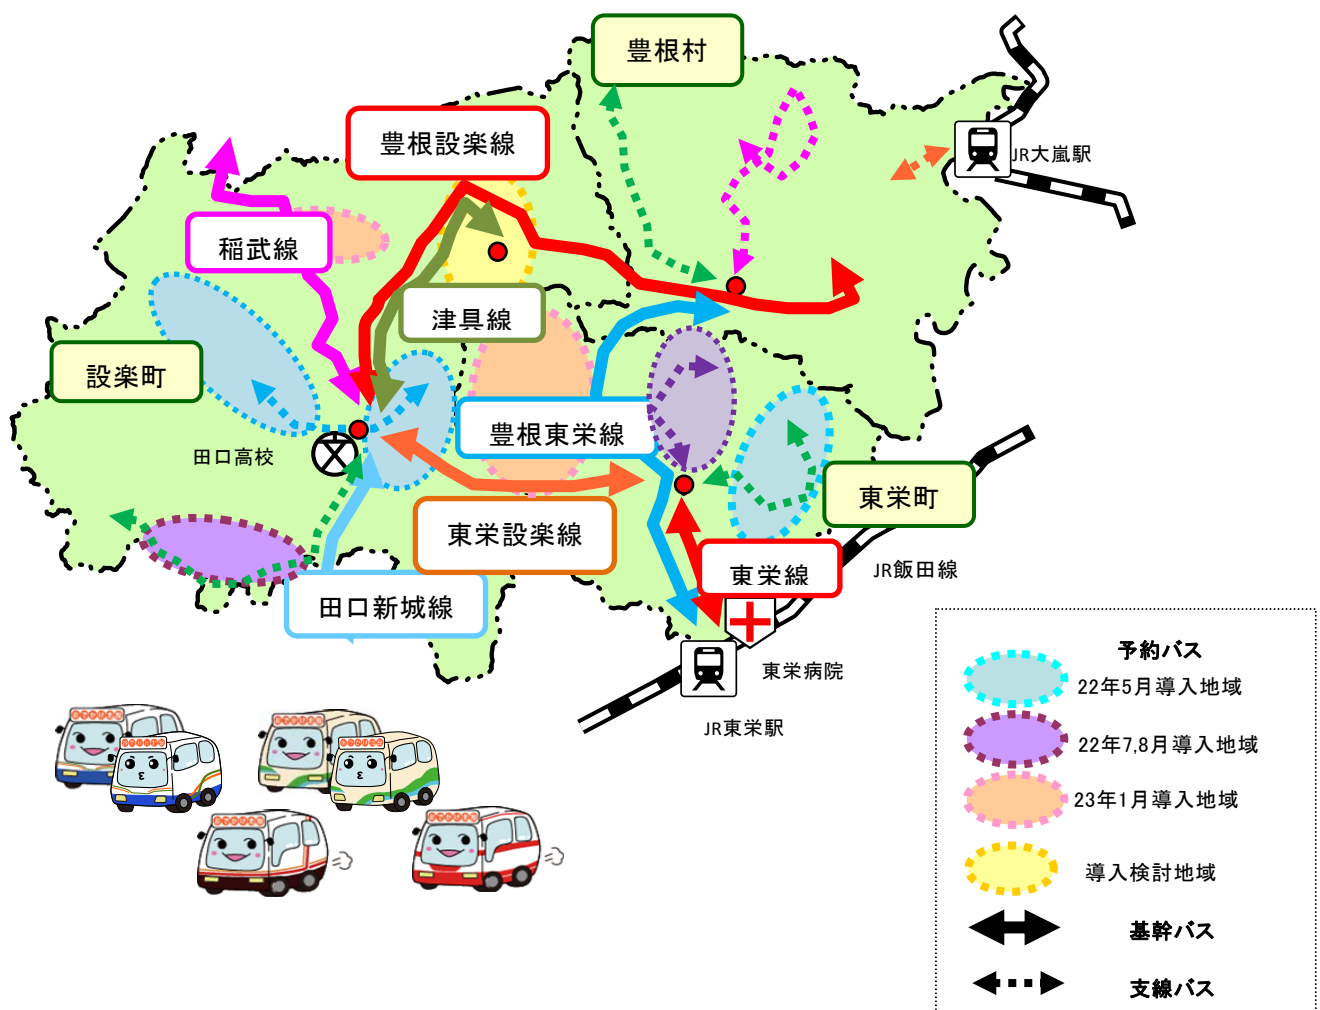 豊根村
豊根設楽線
JR大嵐駅
稲武線
津具線
設楽町
豊根東栄線
田口高校
東栄町
東栄設楽線
JR飯田線
東栄線
田口新城線
東栄病院
JR東栄駅
予約バス
22年5月導入地域
22年7,8月導入地域
23年1月導入地域
導入検討地域
基幹バス
支線バス